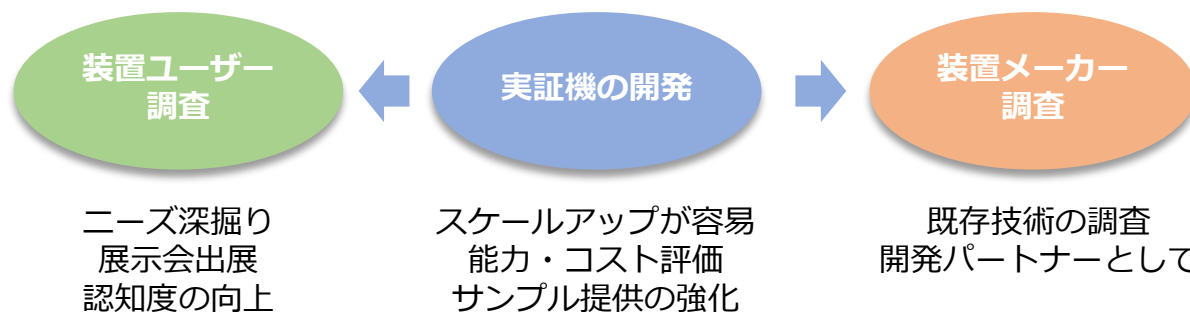 装置ユーザー
調査
実証機の開発
装置メーカー
調査
ニーズ深掘り
展示会出展
認知度の向上
スケールアップが容易
能力・コスト評価
サンプル提供の強化
既存技術の調査
開発パートナーとして